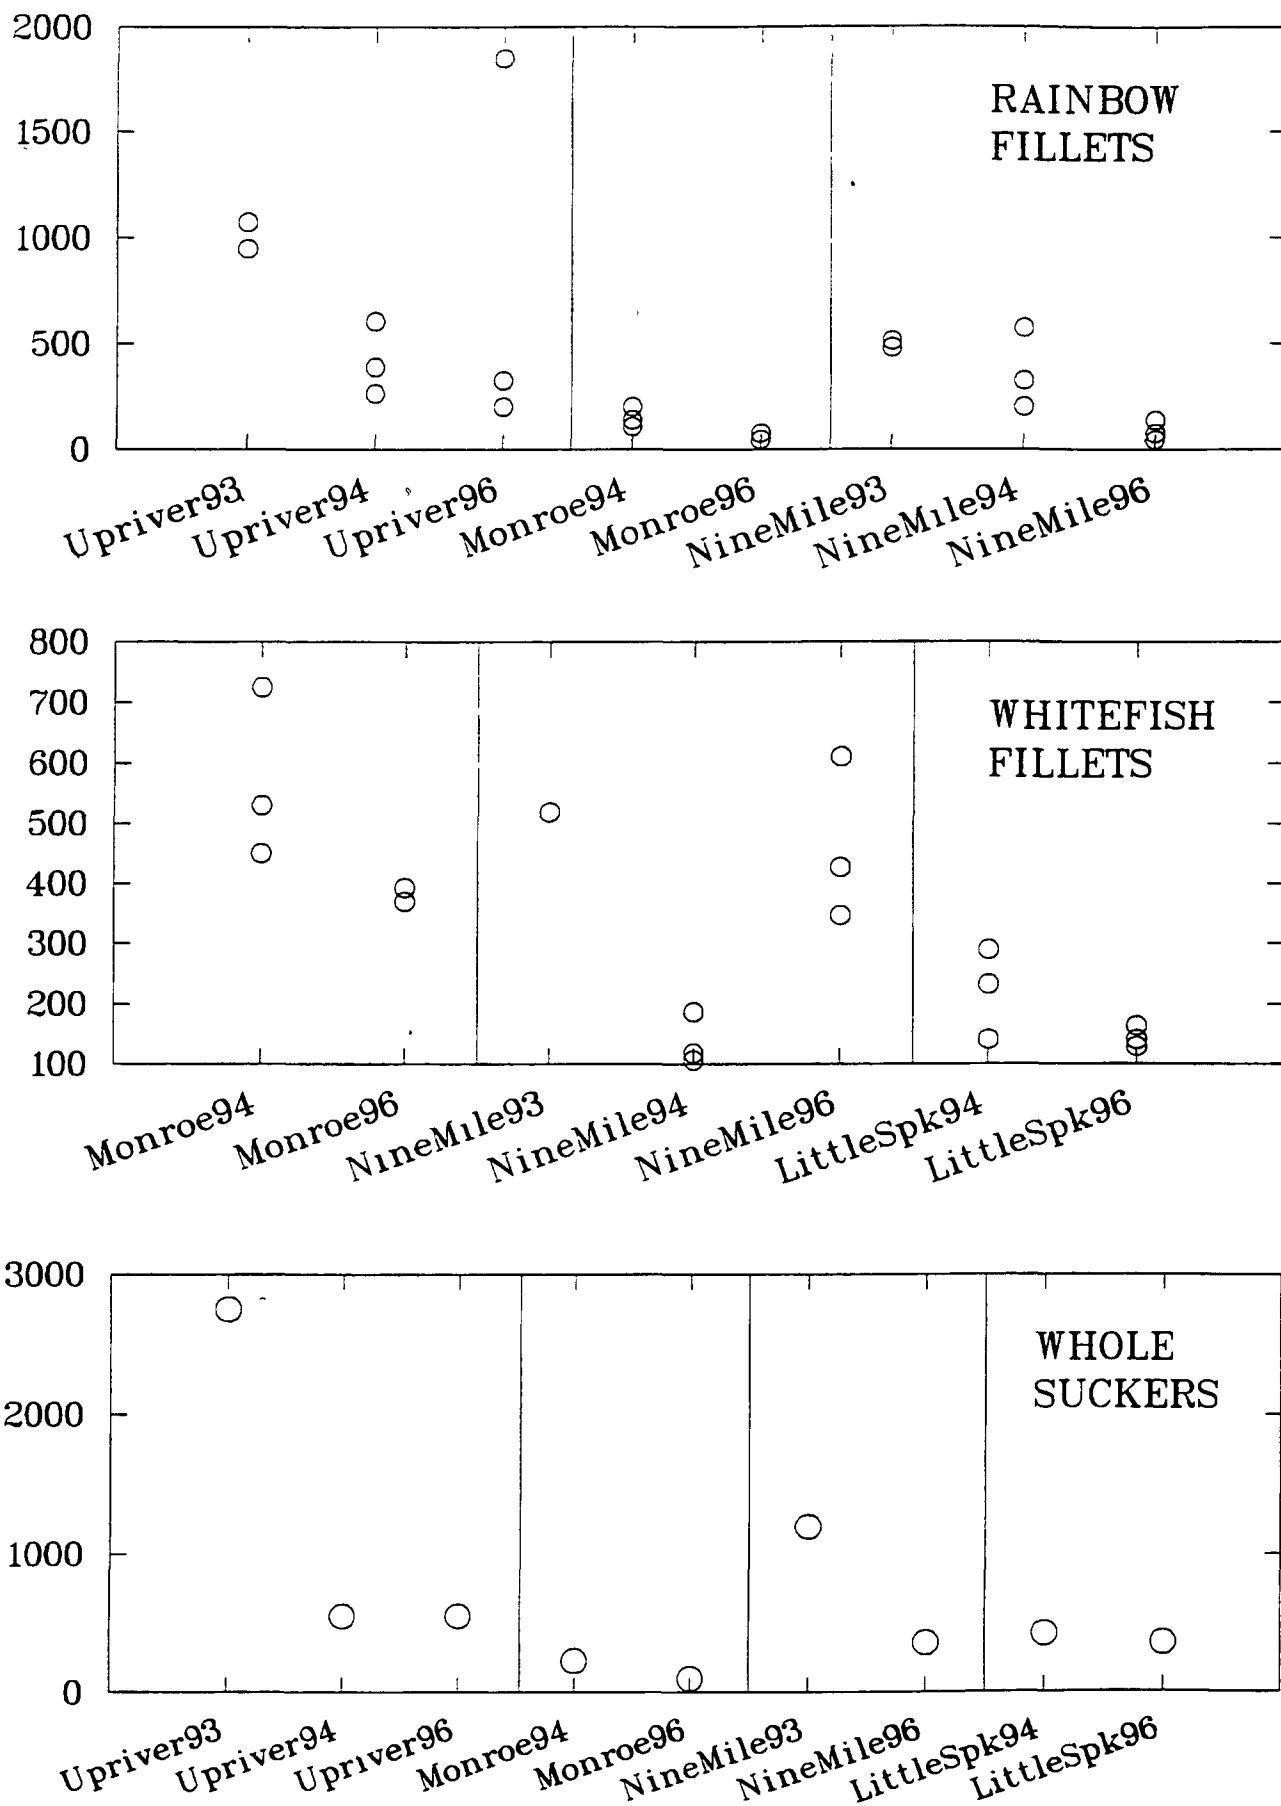 2000
1500
1000
500
0
RAINBOW
FILLETS
Upriver93
Upriver94
Upriver96
Monroe94
Monroe96
NineMile93
NineMile94
NineMile96
800
700
600
500
400
300
200
100
WHITEFISH
FILLETS
Monroe94
Monroe96
NineMile93
NineMile94
NineMile96
LittleSpk94
LittleSpk96
3000
2000
1000
0
WHOLE
SUCKERS
Upriver93
Upriver94
Upriver96
Monroe94
Monroe96
NineMile93
NineMile96
LittleSpk94
LittleSpk96